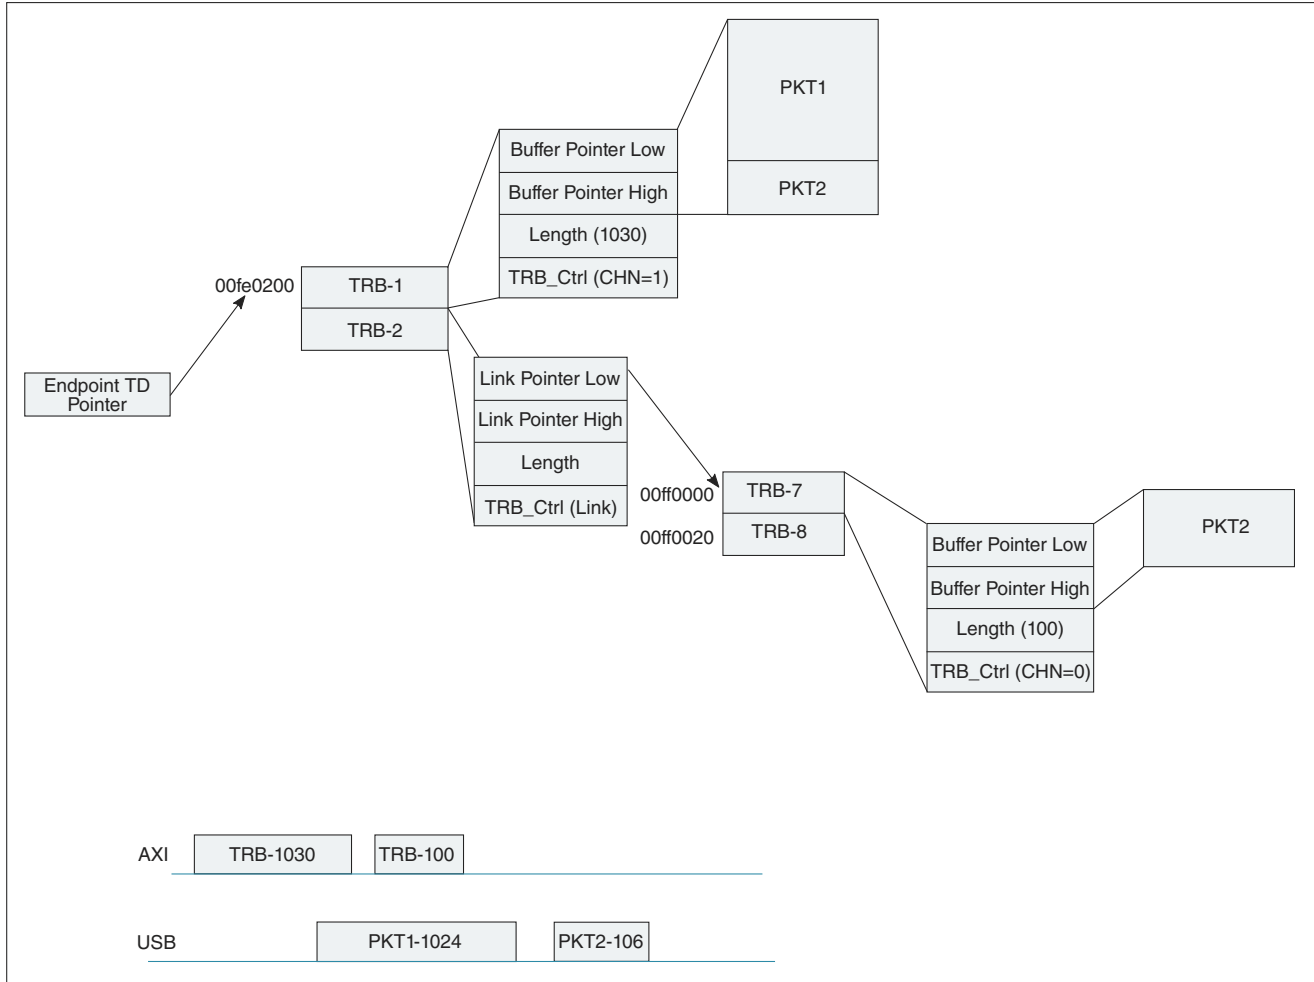 PKT1
PKT2
Buffer Pointer Low
Buffer Pointer High
Length (1030)
TRB_Ctrl (CHN=1)
00fe0200
TRB-1
TRB-2
Endpoint TD
Pointer
Link Pointer Low
Link Pointer High
Length
TRB_Ctrl (Link)
00ff0000
TRB-7
00ff0020
TRB-8
Buffer Pointer Low
Buffer Pointer High
Length (100)
TRB_Ctrl (CHN=0)
PKT2
AXI
TRB-1030
TRB-100
USB
PKT1-1024
PKT2-106